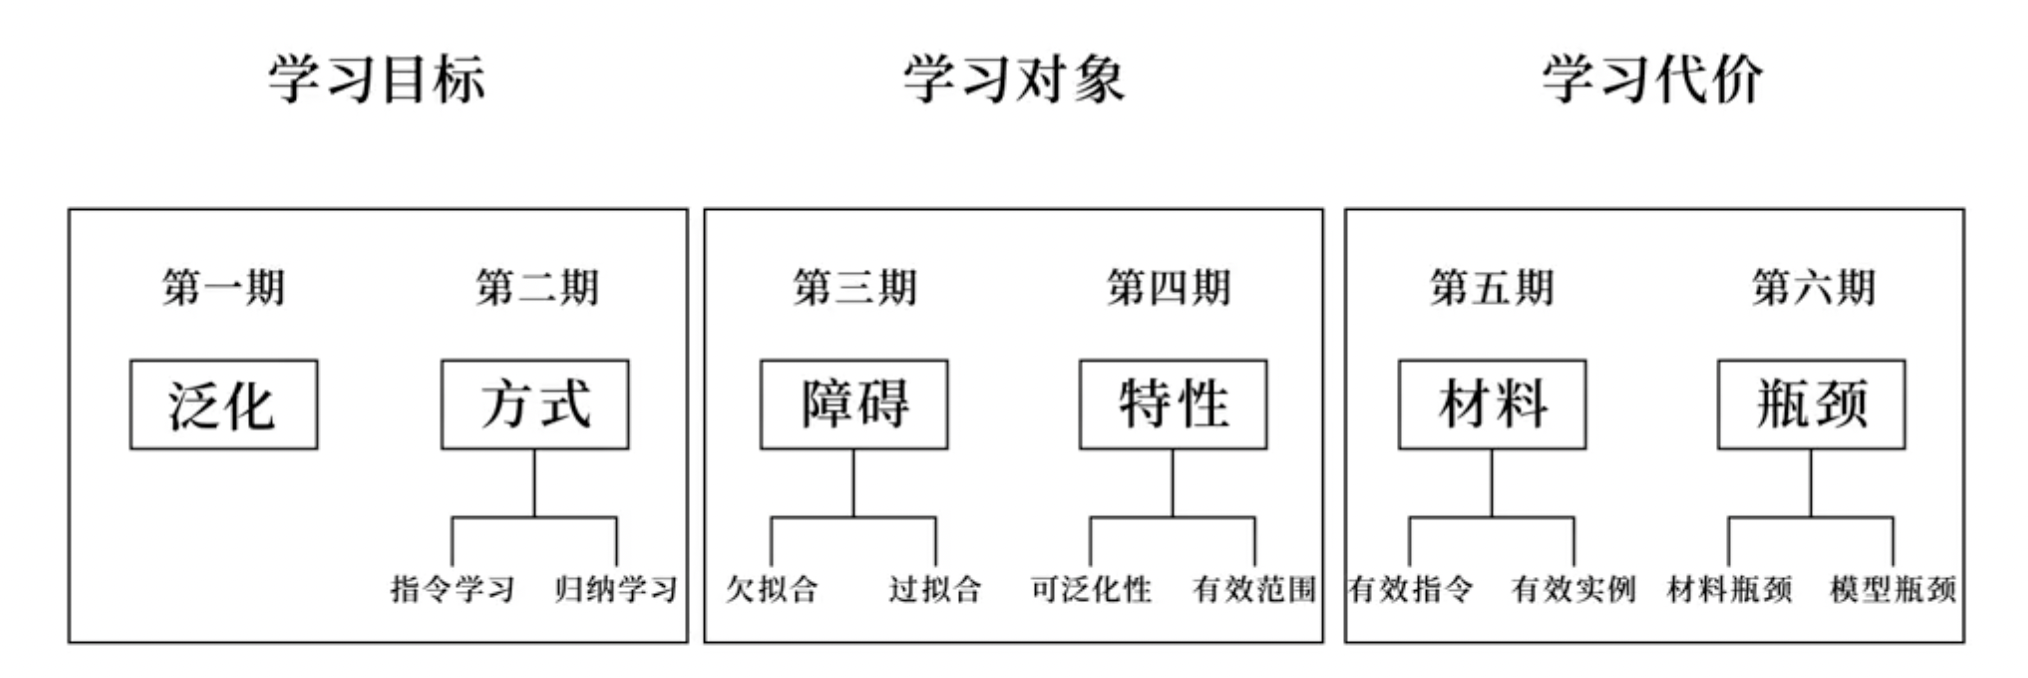 学习目标
学习对象
学习代价
第一期
第二期
第三期
第四期
第五期
第六期
泛化
方式
障碍
特性
材料
瓶颈
指令学习
归纳学习
欠拟合
过拟合
可泛化性
有效范围
有效指令
有效实例
材料瓶颈
模型瓶颈